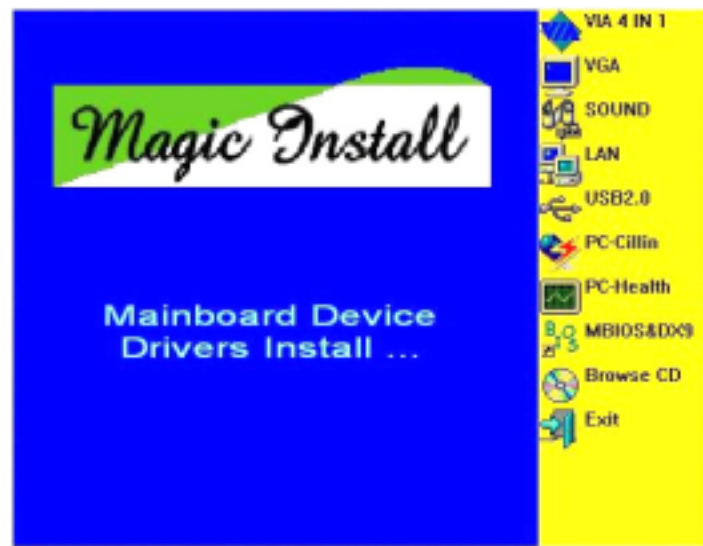 Magic Install
Mainboard Device
Drivers Install ...
VIA 4 IN 1
VGA
SOUND
LAN
USB2.0
PC-Cillin
PC-Health
MBIOS&DX9
Browse CD
Exit